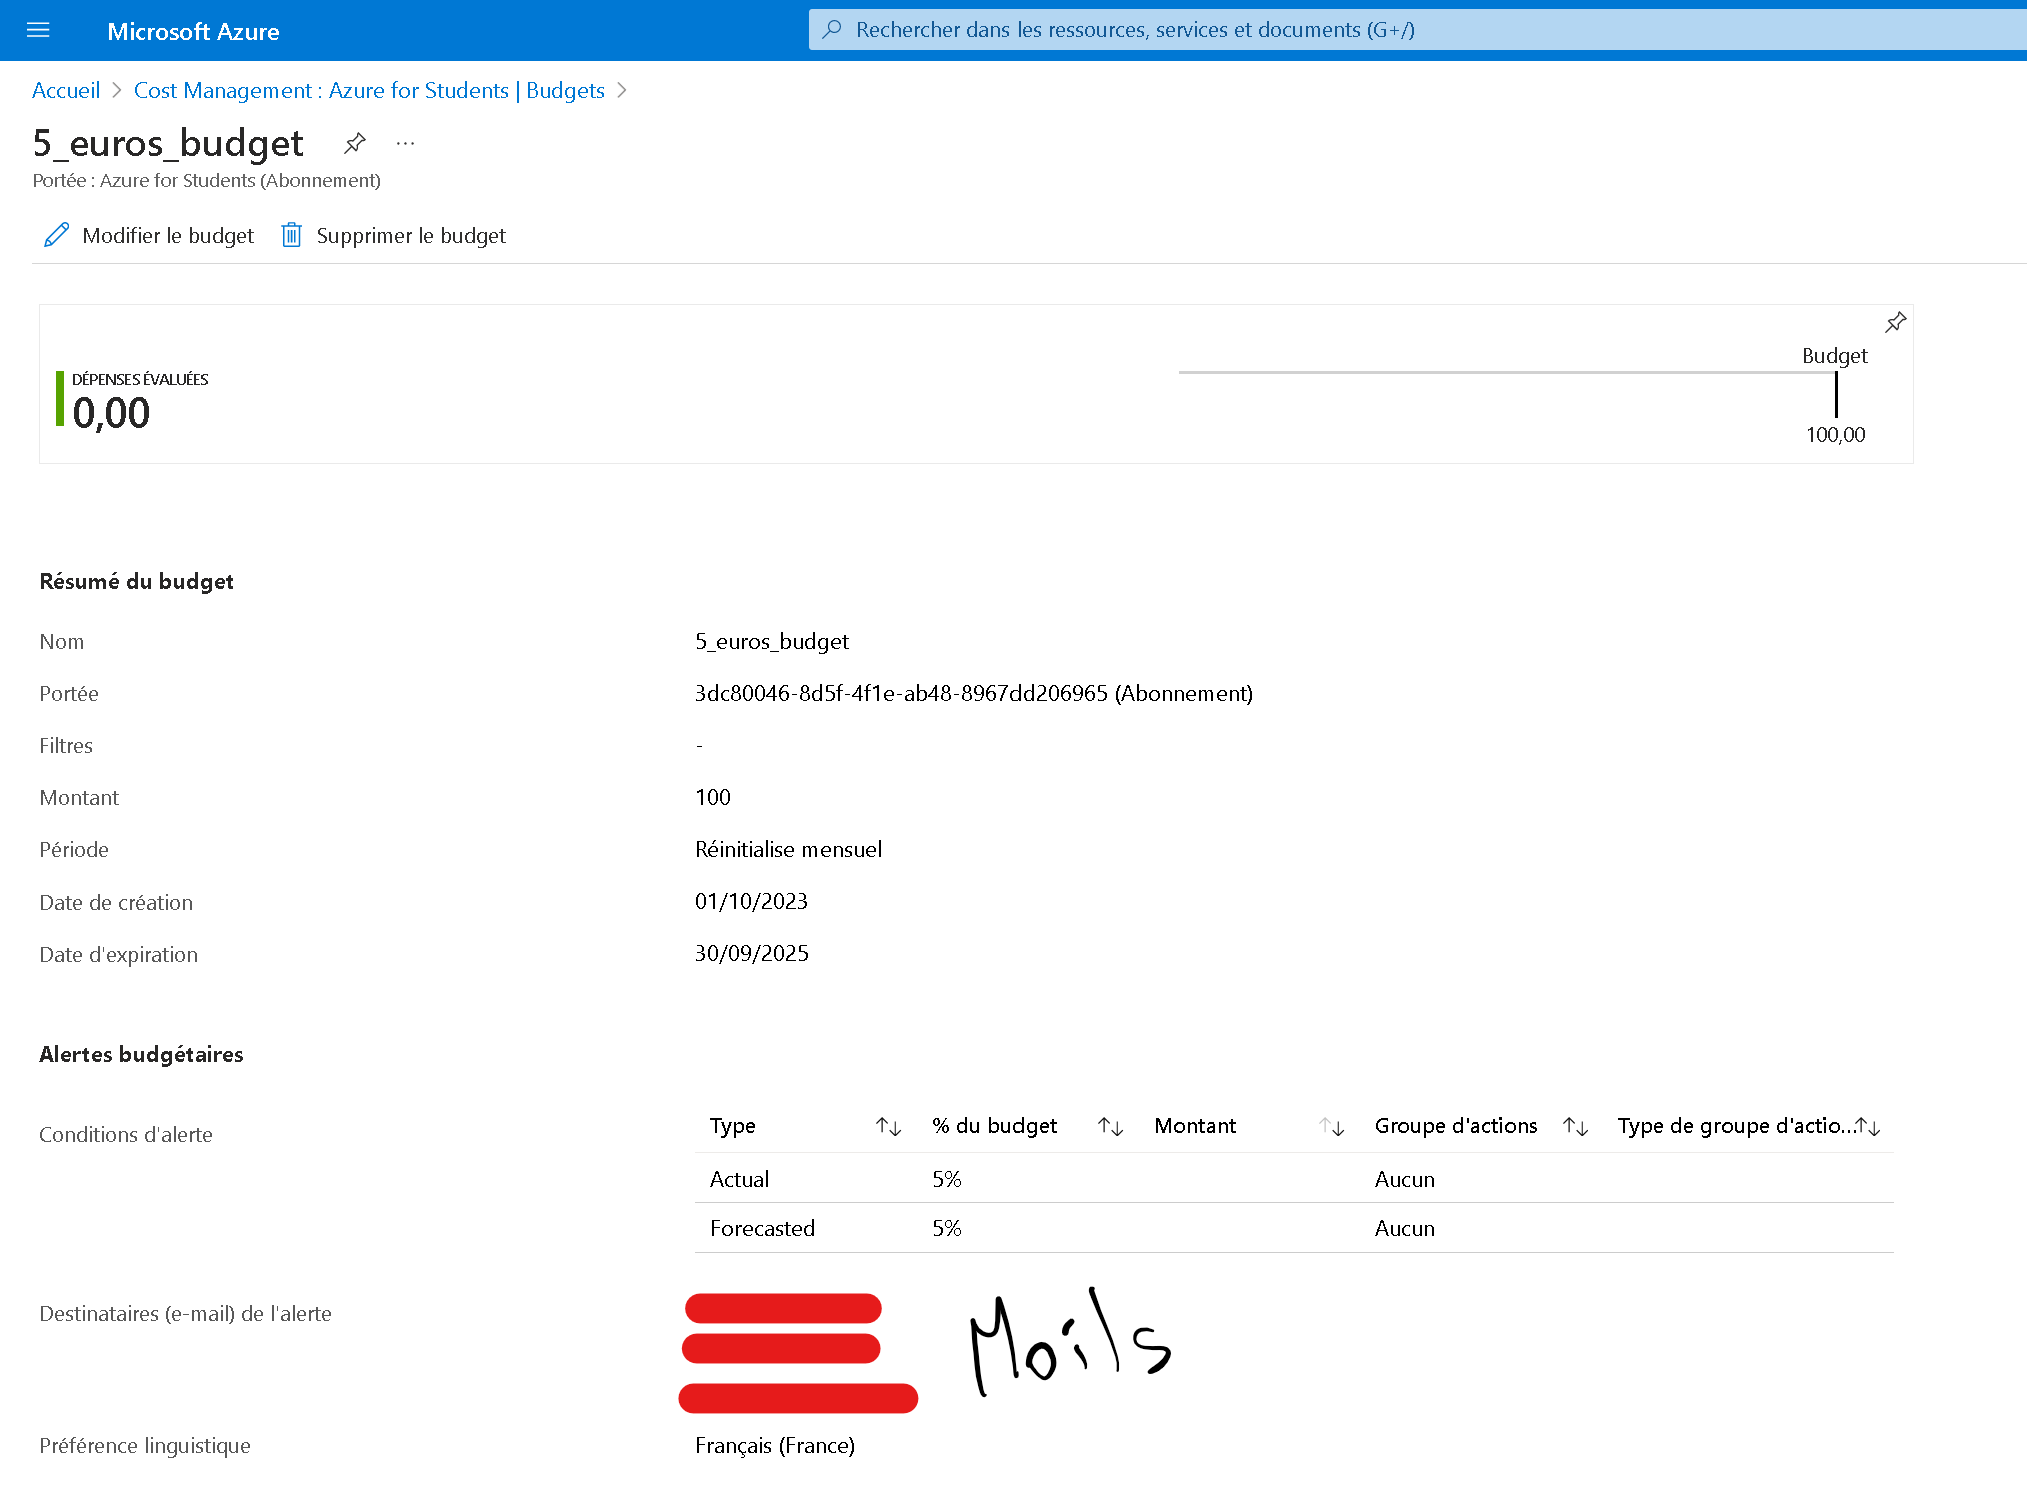 Microsoft Azure
Rechercher dans les ressources, services et documents (G+/)
Accueil > Cost Management : Azure for Students | Budgets >
5_euros_budget ...
Portée : Azure for Students (Abonnement)
Modifier le budget Supprimer le budget
Budget
DÉPENSES ÉVALUÉES
0,00
100,00
Résumé du budget
Nom 5_euros_budget
Portée 3dc80046-8d5f-4f1e-ab48-8967dd206965 (Abonnement)
Filtres -
Montant 100
Période Réinitialise mensuel
Date de création 01/10/2023
Date d'expiration 30/09/2025
Alertes budgétaires
Conditions d'alerte
Type % du budget Montant Groupe d'actions Type de groupe d'actio...
Actual 5% Aucun
Forecasted 5% Aucun
Destinataires (e-mail) de l'alerte
Moils
Préférence linguistique Français (France)